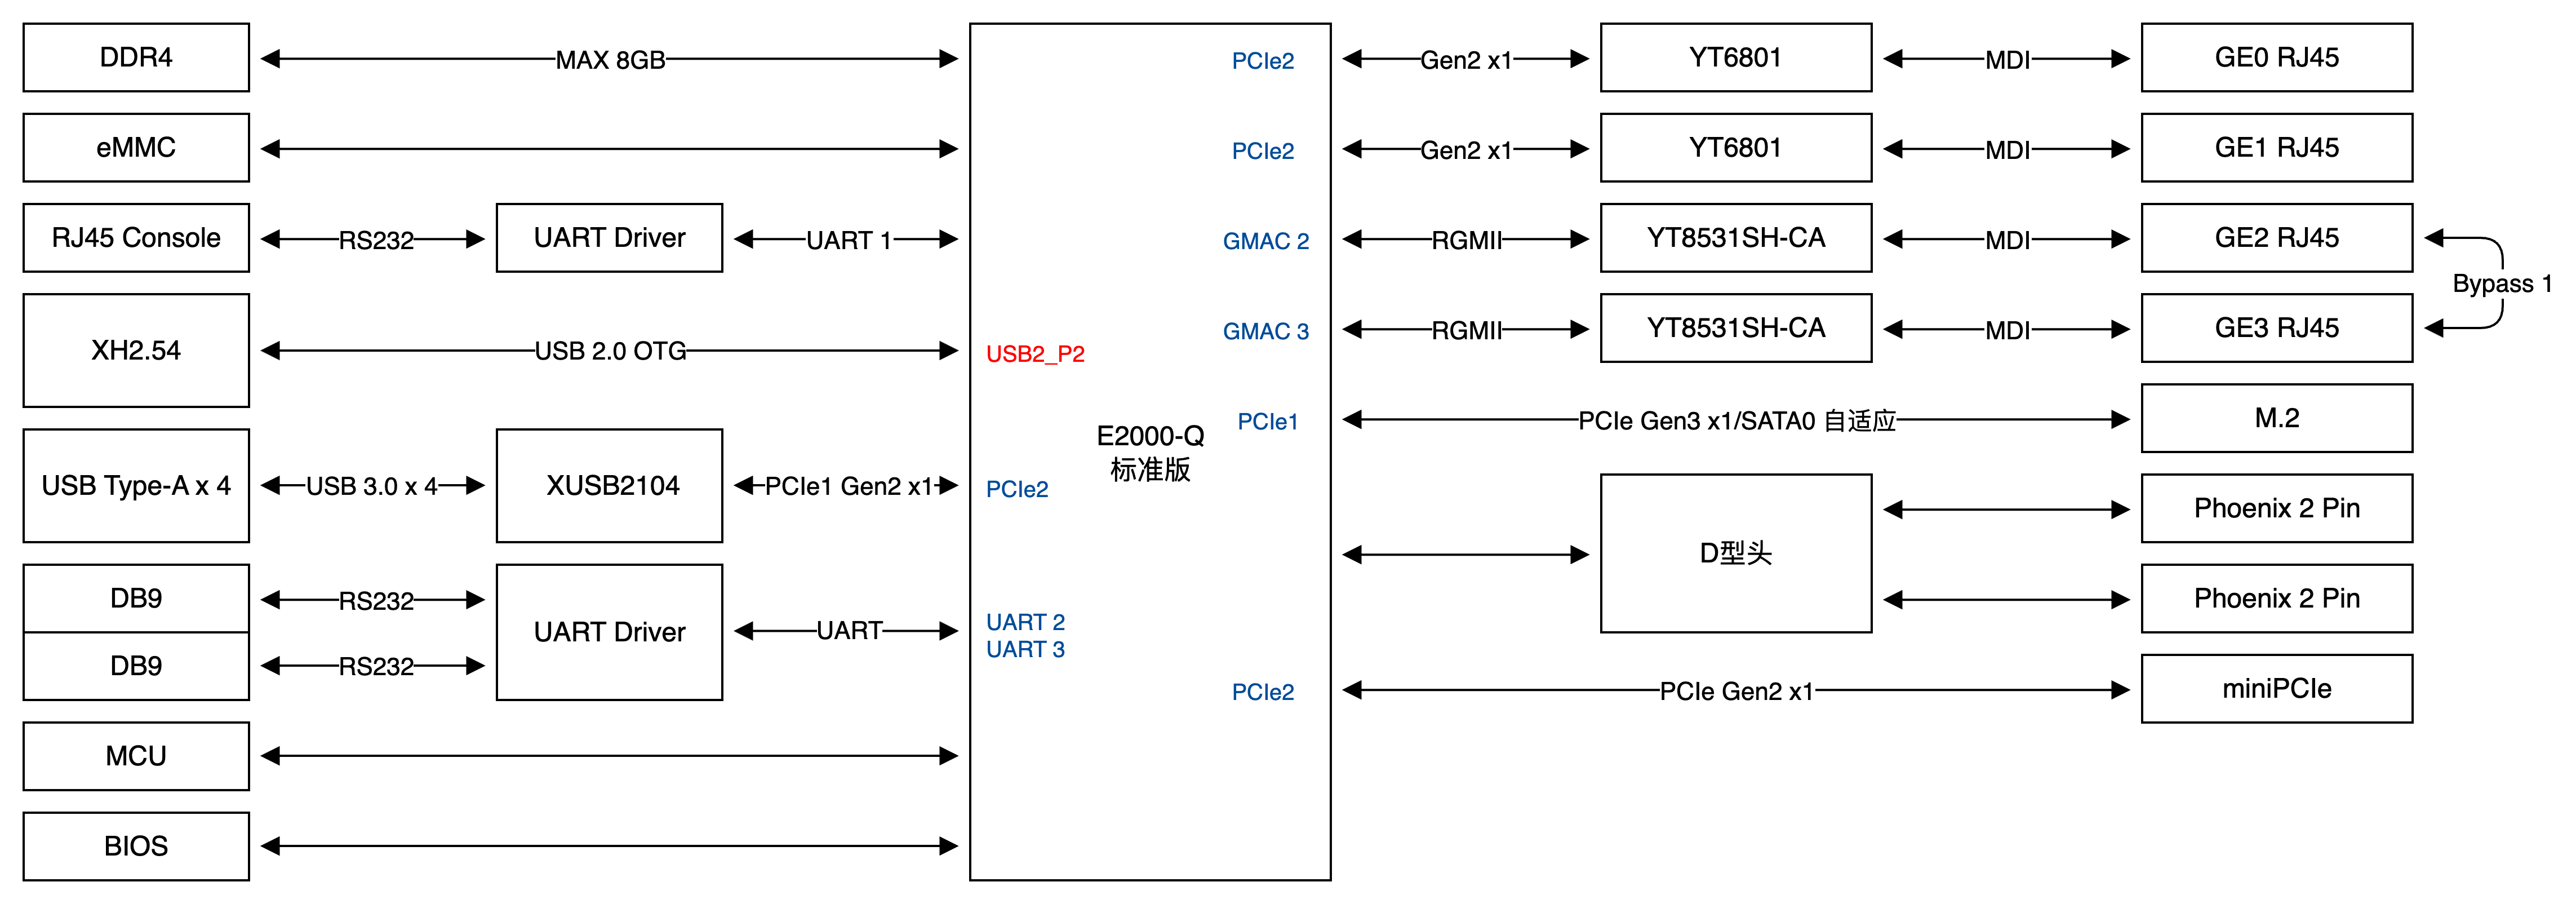 DDR4
MAX 8GB
PCIe2
Gen2 x1
YT6801
MDI
GE0 RJ45
eMMC
PCIe2
Gen2 x1
YT6801
MDI
GE1 RJ45
RJ45 Console
RS232
UART Driver
UART 1
GMAC 2
RGMII
YT8531SH-CA
MDI
GE2 RJ45
Bypass 1
XH2.54
USB 2.0 OTG
USB2_P2
GMAC 3
RGMII
YT8531SH-CA
MDI
GE3 RJ45
E2000-Q
标准版
PCIe1
PCIe Gen3 x1/SATA0 自适应
M.2
USB Type-A x 4
USB 3.0 x 4
XUSB2104
PCIe1 Gen2 x1
PCIe2
D型头
Phoenix 2 Pin
Phoenix 2 Pin
DB9
RS232
DB9
RS232
UART Driver
UART
UART 2
UART 3
PCIe2
PCIe Gen2 x1
miniPCIe
MCU
BIOS